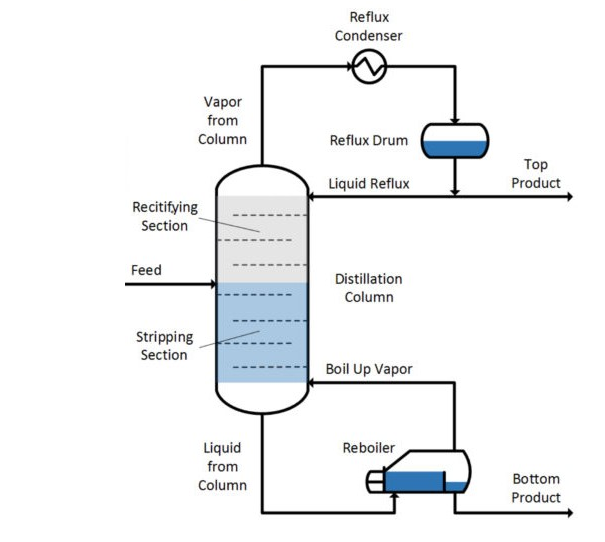 Reflux
Condenser
Vapor
from
Column
Reflux Drum
Top
Product
Liquid Reflux
Recitifying
Section
Feed
Distillation
Column
Stripping
Section
Boil Up Vapor
Liquid
from
Column
Reboiler
Bottom
Product